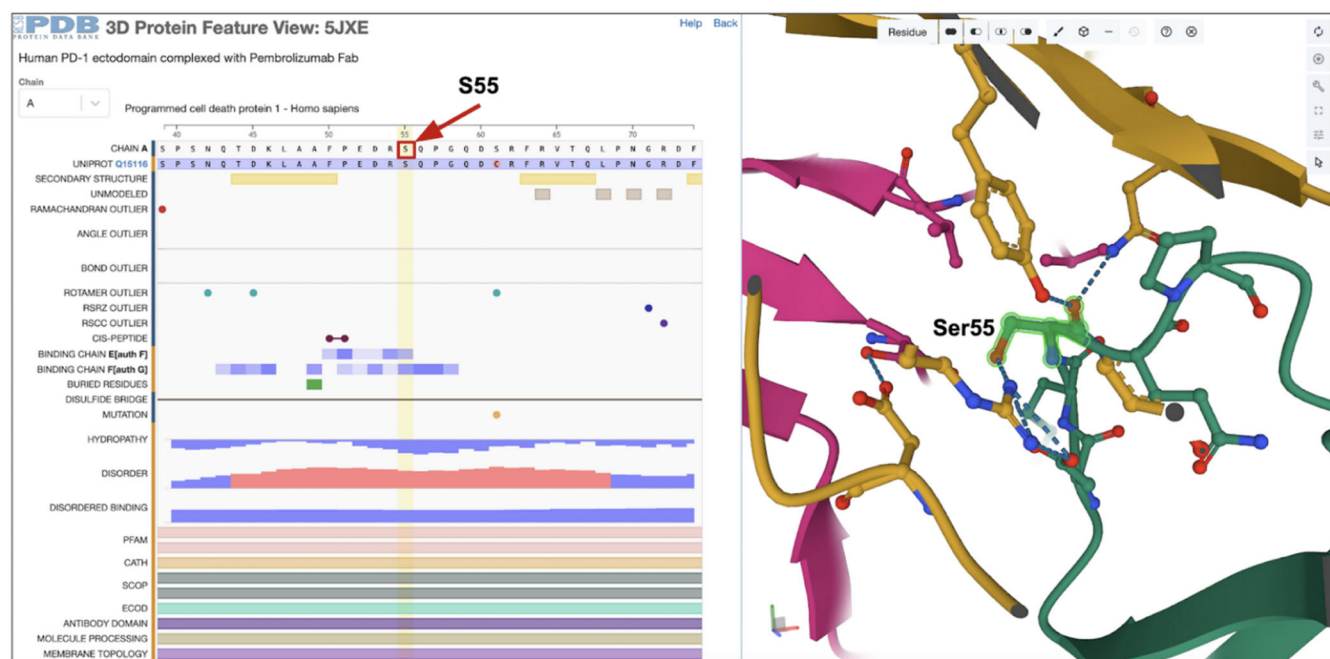 RCSB PDB 3D Protein Feature View: 5JXE
PROTEIN DATA BANK
Help Back
Residue
Human PD-1 ectodomain complexed with Pembrolizumab Fab
Chain
A
Programmed cell death protein 1 - Homo sapiens
S55
40 45 50 55 60 65 70
CHAIN A S P S N Q T D K L A A F P E D R S Q P G Q D S R F R V T Q L P N G R D F
UNIPROT Q15116 S P S N Q T D K L A A F P E D R S Q P G Q D C R F R V T Q L P N G R D F
SECONDARY STRUCTURE
UNMODELED
RAMACHANDRAN OUTLIER
ANGLE OUTLIER
BOND OUTLIER
ROTAMER OUTLIER
RSRZ OUTLIER
RSCC OUTLIER
CIS-PEPTIDE
BINDING CHAIN E[auth F]
BINDING CHAIN F[auth G]
BURIED RESIDUES
DISULFIDE BRIDGE
MUTATION
HYDROPATHY
DISORDER
DISORDERED BINDING
PFAM
CATH
SCOP
ECOD
ANTIBODY DOMAIN
MOLECULE PROCESSING
MEMBRANE TOPOLOGY
Ser55